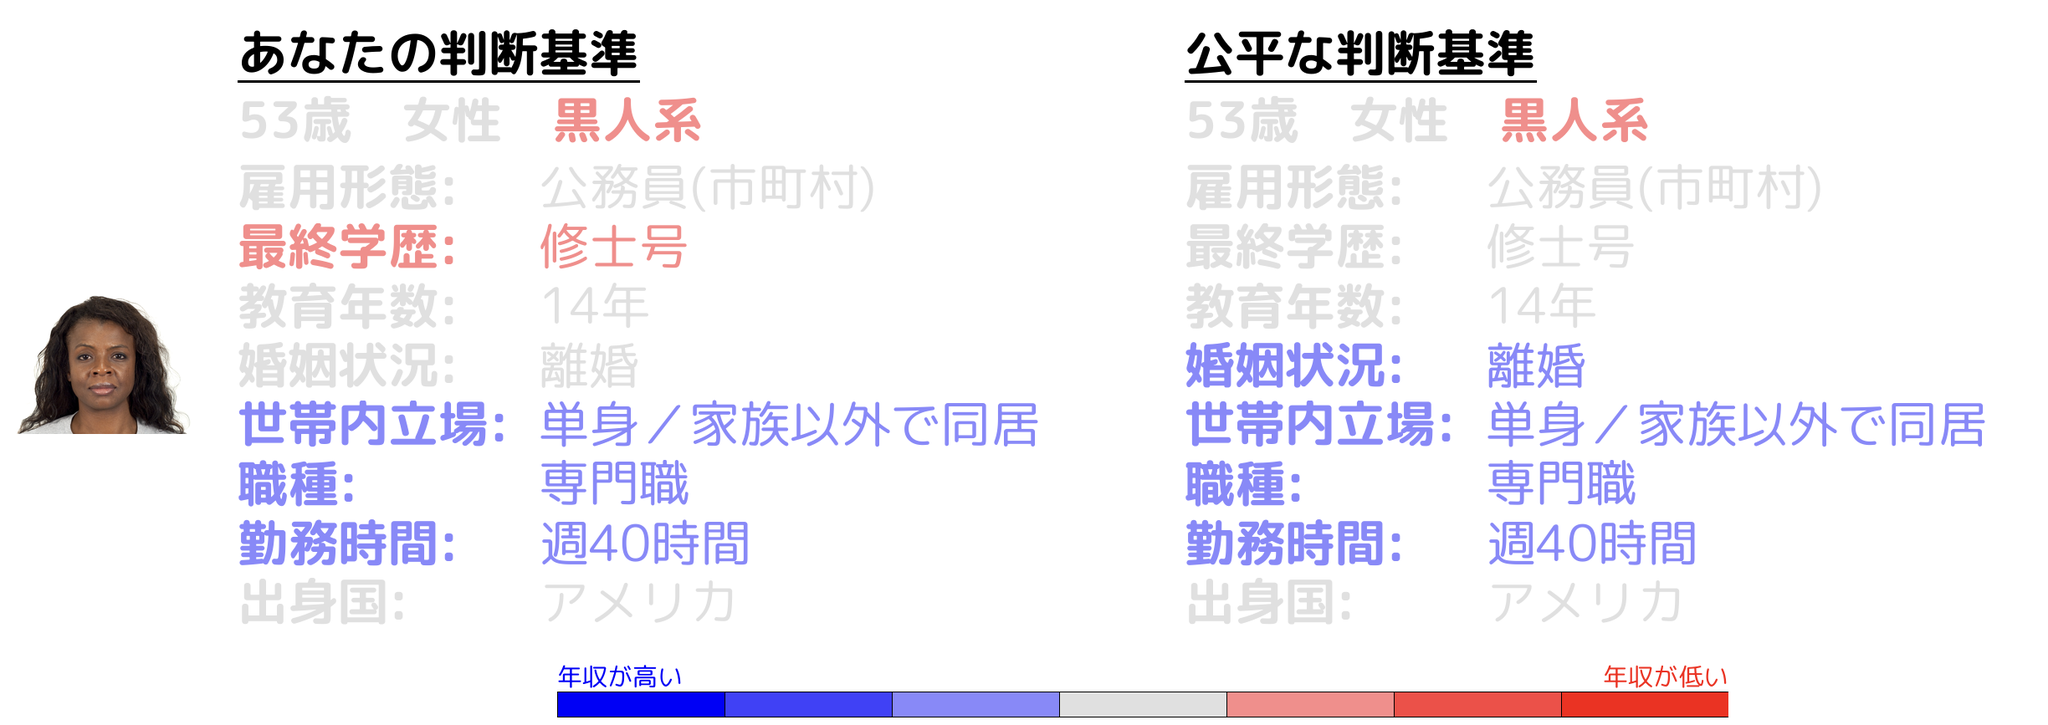 あなたの判断基準
53歳 女性 黒人系
雇用形態: 公務員(市町村)
最終学歴: 修士号
教育年数: 14年
婚姻状況: 離婚
世帯内立場: 単身／家族以外で同居
職種: 専門職
勤務時間: 週40時間
出身国: アメリカ
公平な判断基準
53歳 女性 黒人系
雇用形態: 公務員(市町村)
最終学歴: 修士号
教育年数: 14年
婚姻状況: 離婚
世帯内立場: 単身／家族以外で同居
職種: 専門職
勤務時間: 週40時間
出身国: アメリカ
年収が高い
年収が低い